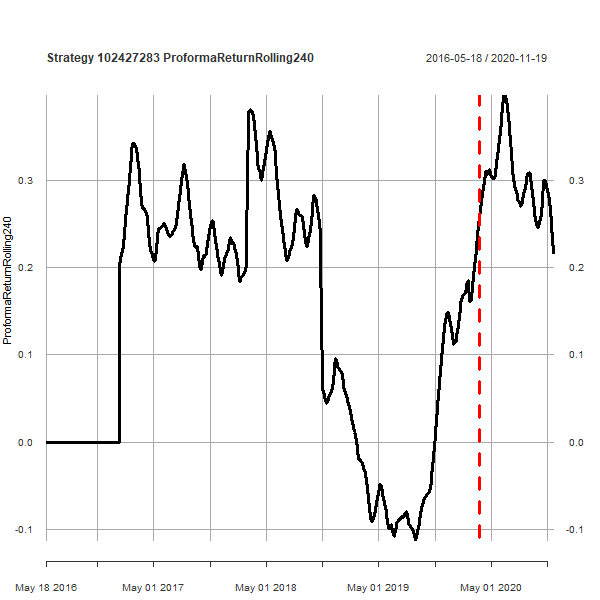 Strategy 102427283 ProformaReturnRolling240
2016-05-18 / 2020-11-19
ProformaReturnRolling240
0.3
0.3
0.2
0.2
0.1
0.1
0.0
0.0
-0.1
-0.1
May 18 2016
May 01 2017
May 01 2018
May 01 2019
May 01 2020